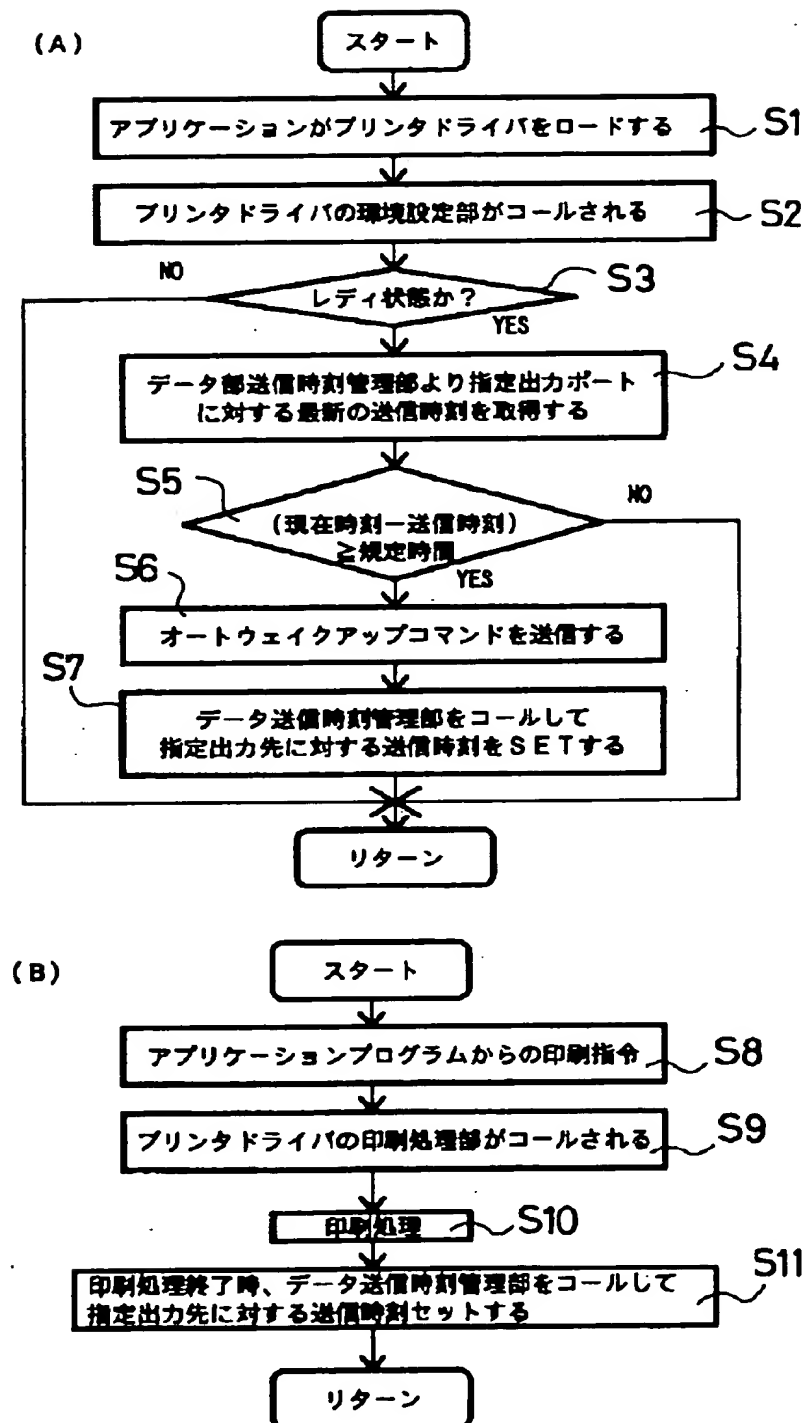 (A)
スタート
アプリケーションがプリンタドライバをロードする
S1
プリンタドライバの環境設定部がコールされる
S2
NO
レディ状態か?
S3
YES
データ部送信時刻管理部より指定出力ポート
に対する最新の送信時刻を取得する
S4
S5
(現在時刻ー送信時刻)
≧規定時間
NO
YES
S6
オートウェイクアップコマンドを送信する
S7
データ送信時刻管理部をコールして
指定出力先に対する送信時刻をSETする
リターン
(B)
スタート
アプリケーションプログラムからの印刷指令
S8
プリンタドライバの印刷処理部がコールされる
S9
印刷処理
S10
印刷処理終了時、データ送信時刻管理部をコールして
指定出力先に対する送信時刻セットする
S11
リターン